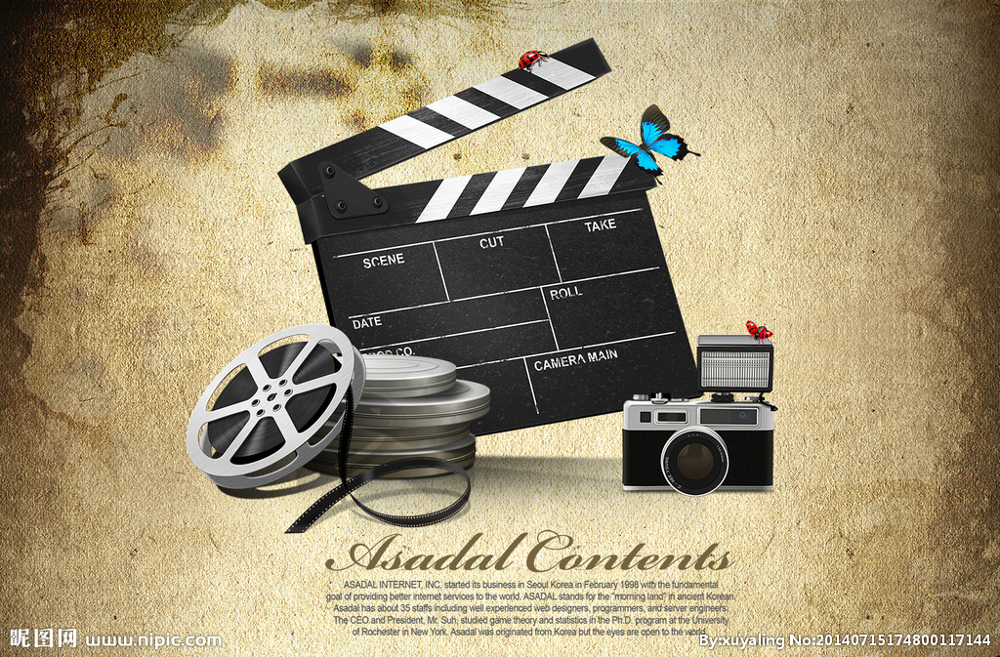 SCENE
CUT
TAKE
ROLL
DATE
CO.
CAMERA MAIN
Asadal Contents
ASADAL INTERNET, INC. started its business in Seoul Korea in February 1998 with the fundamental
goal of providing better internet services to the world. ASADAL stands for the "morning land" in ancient Korean.
Asadal has about 35 staffs including well experienced web designers, programmers, and server engineers.
The CEO and President, Mr. Suh, studied game theory and statistics in the Ph.D. program at the University
of Rochester in New York. Asadal was originated from Korea but the eyes are open to the world.
昵图网 www.nipic.com
By:xuyaling No:20140715174800117144